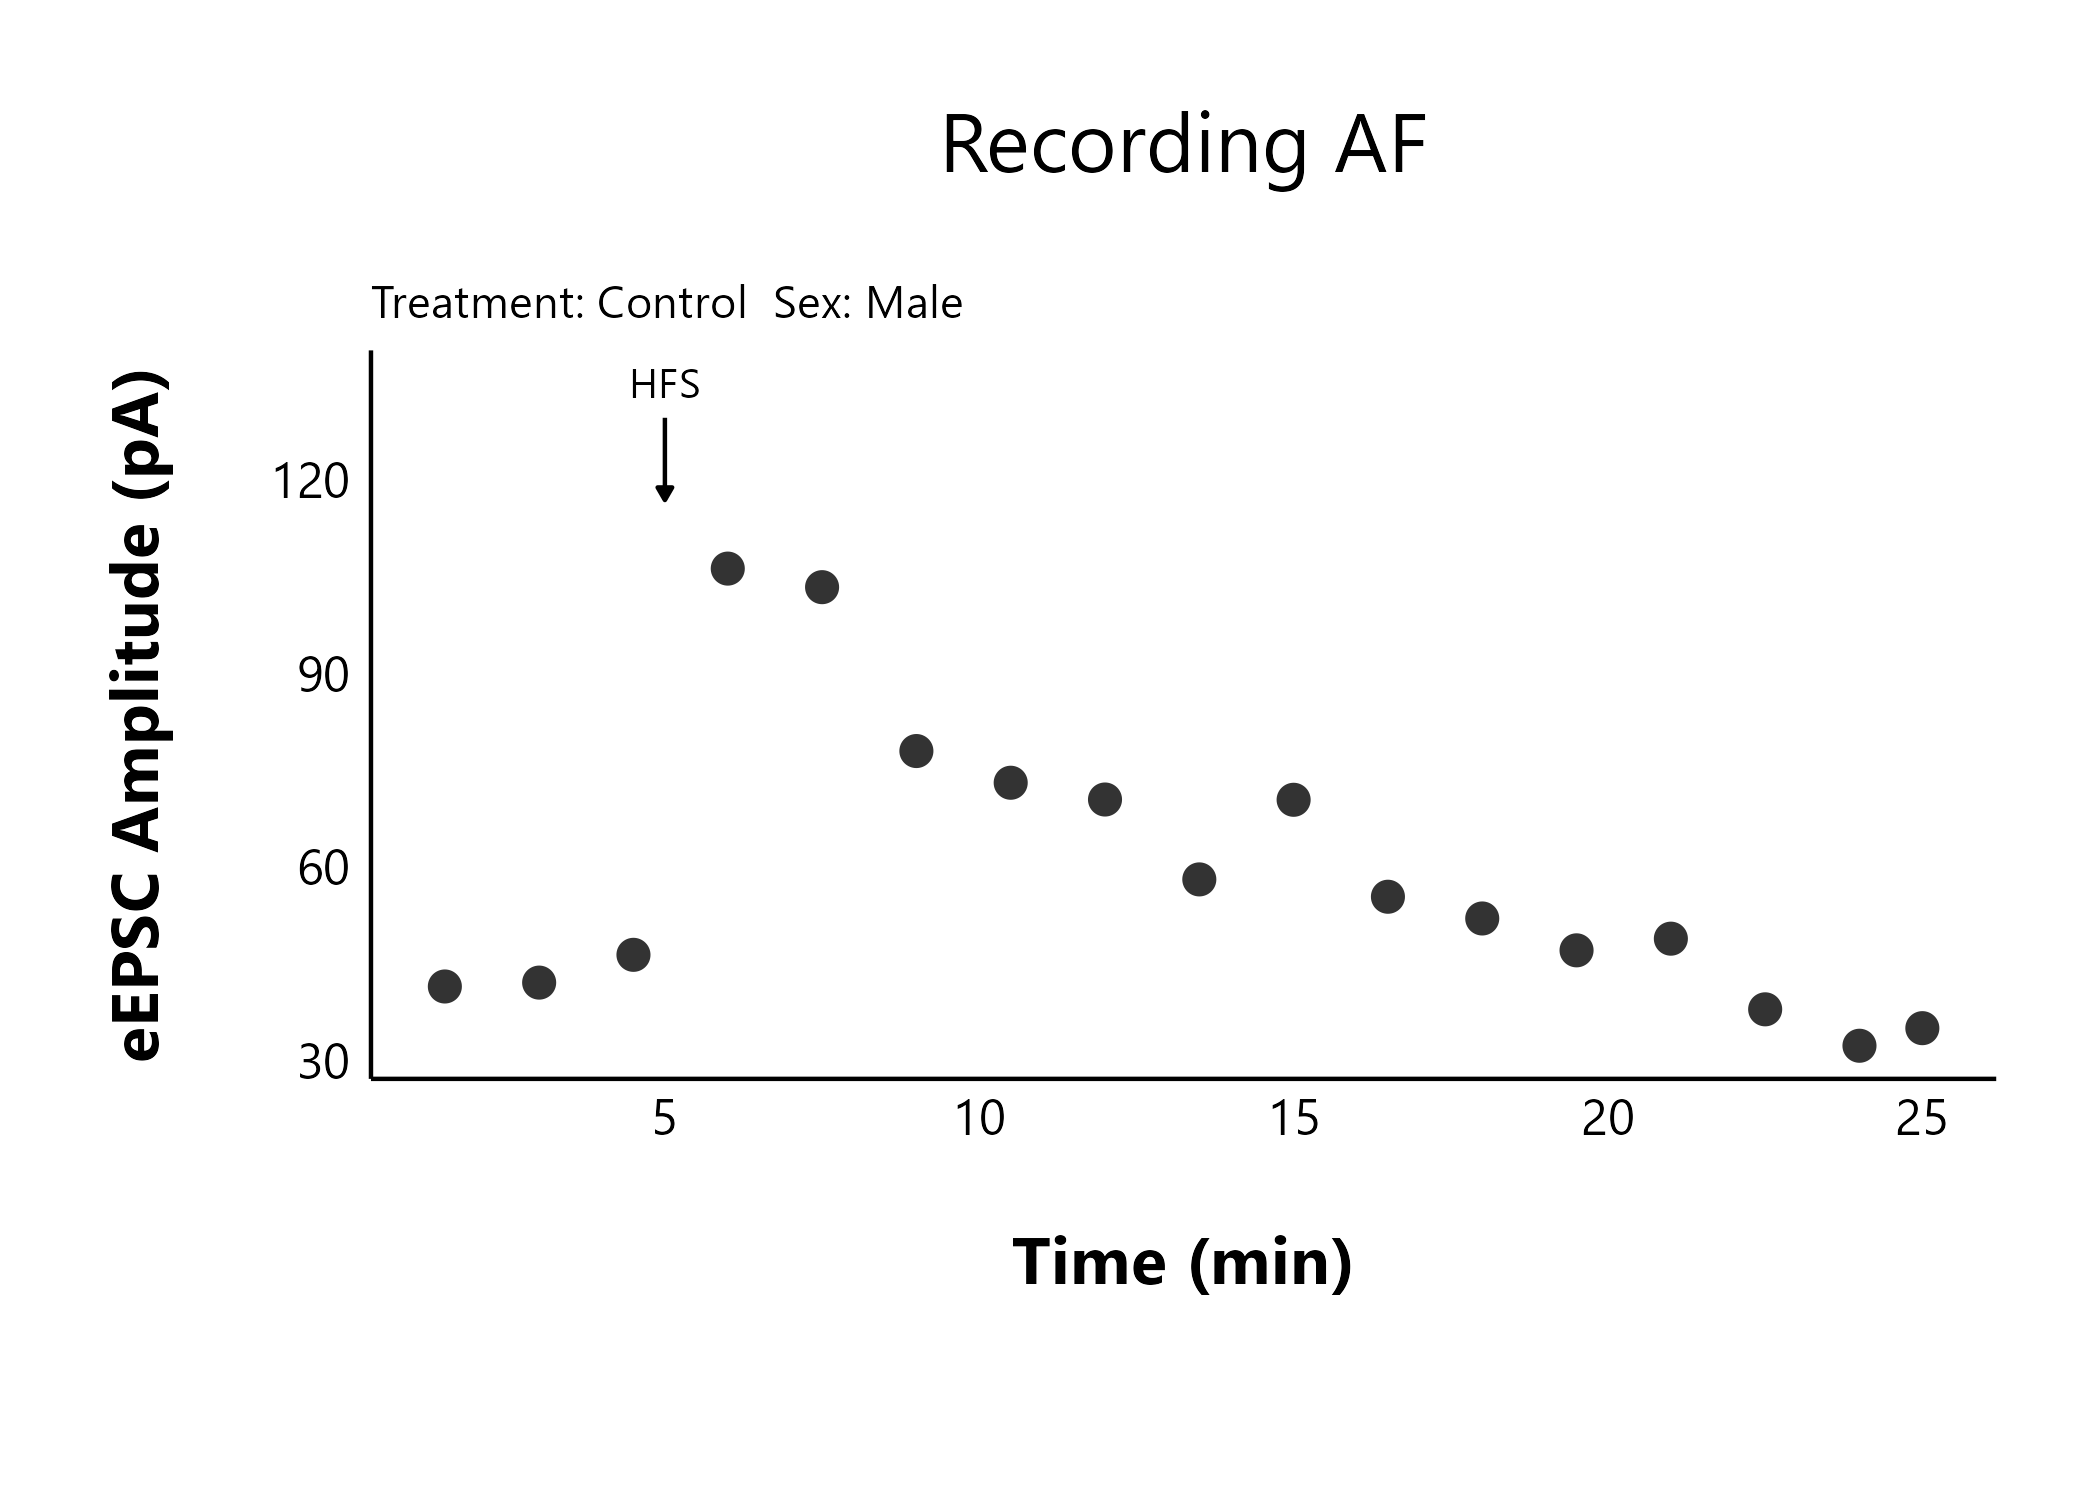 Recording AF
Treatment: Control  Sex: Male
HFS
eEPSC Amplitude (pA)
120
90
60
30
5 10 15 20 25
Time (min)